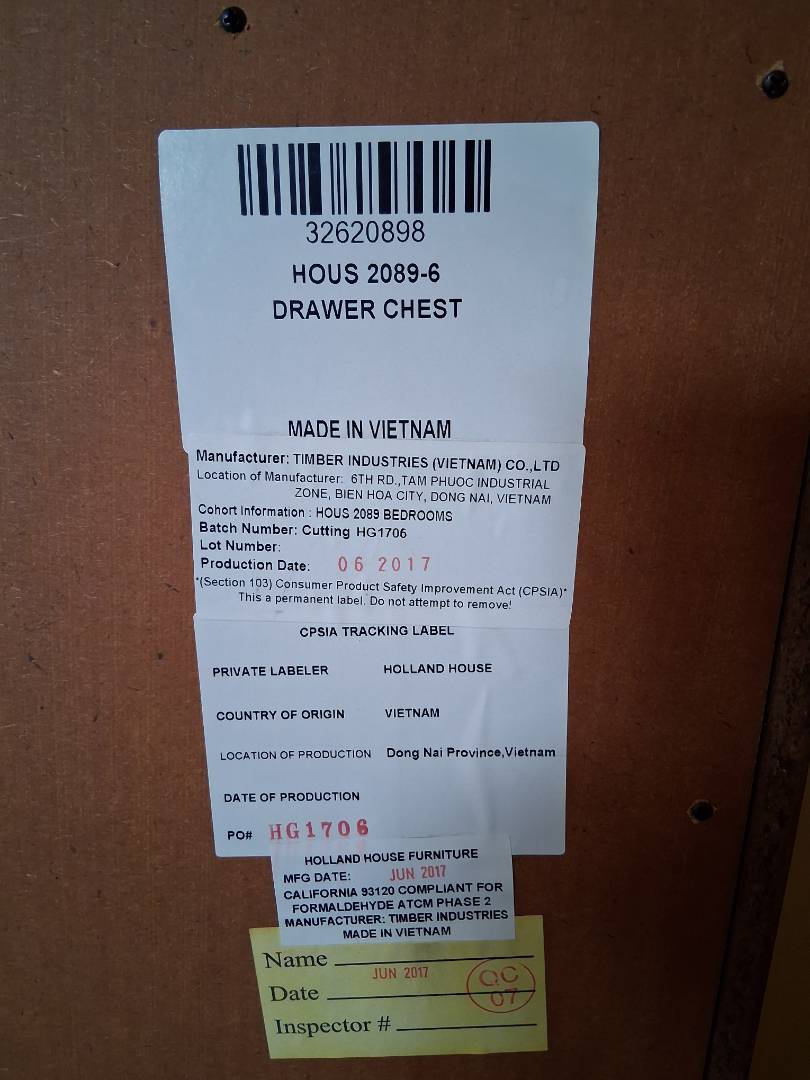 32620898
HOUS 2089-6
DRAWER CHEST
MADE IN VIETNAM
Manufacturer: TIMBER INDUSTRIES (VIETNAM) CO.,LTD
Location of Manufacturer: 6TH RD.,TAM PHUOC INDUSTRIAL
ZONE, BIEN HOA CITY, DONG NAI, VIETNAM
Cohort Information : HOUS 2089 BEDROOMS
Batch Number: Cutting HG1706
Lot Number:
Production Date: 06 2017
*(Section 103) Consumer Product Safety Improvement Act (CPSIA)*
This a permanent label. Do not attempt to remove!
CPSIA TRACKING LABEL
PRIVATE LABELER HOLLAND HOUSE
COUNTRY OF ORIGIN VIETNAM
LOCATION OF PRODUCTION Dong Nai Province,Vietnam
DATE OF PRODUCTION
PO# HG1706
HOLLAND HOUSE FURNITURE
MFG DATE: JUN 2017
CALIFORNIA 93120 COMPLIANT FOR
FORMALDEHYDE ATCM PHASE 2
MANUFACTURER: TIMBER INDUSTRIES
MADE IN VIETNAM
Name
JUN 2017
Date
QC
07
Inspector #